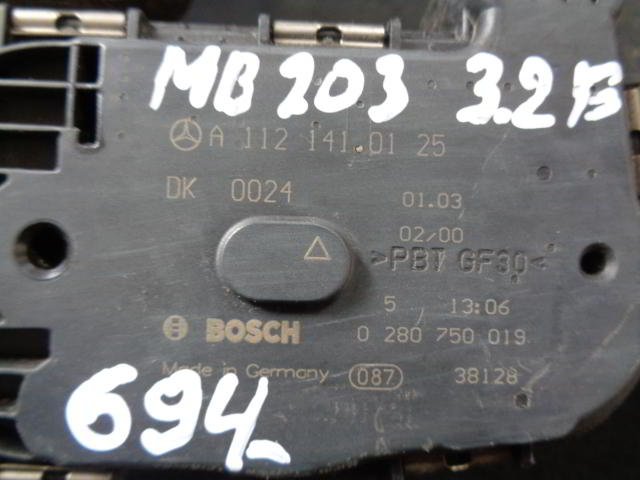 MB 203 3.2 Б
A 112 141 01 25
DK 0024
01.03
02/00
>PBT GF30<
5 13:06
BOSCH 0 280 750 019
Made in Germany 087 38128
694